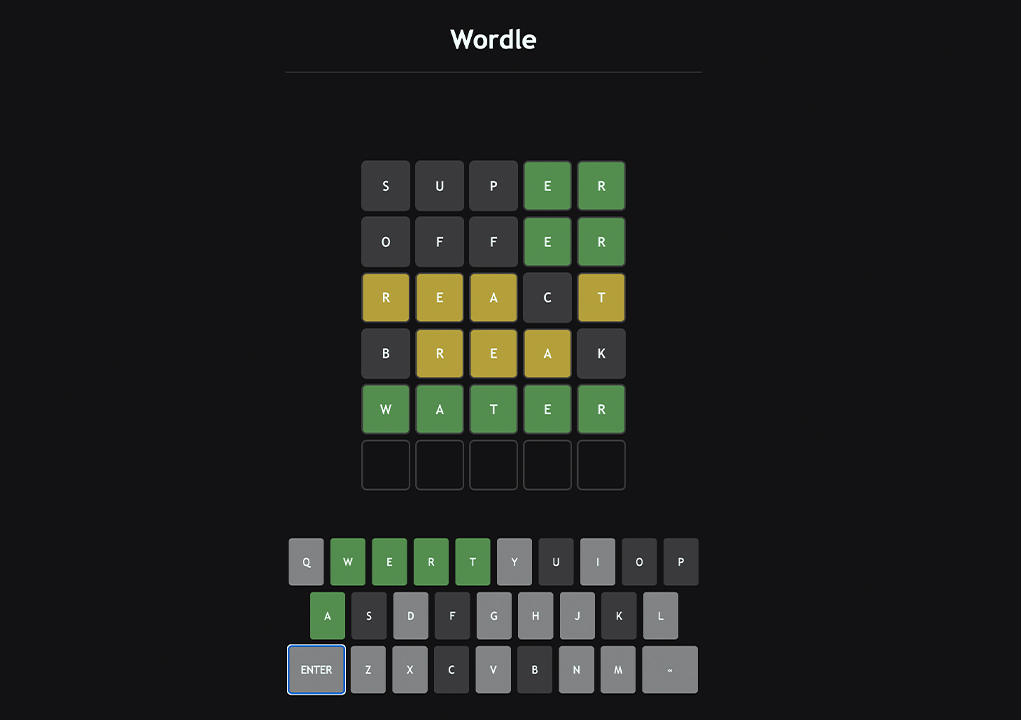 Wordle
S U P E R
O F F E R
R E A C T
B R E A K
W A T E R
Q W E R T Y U I O P
A S D F G H J K L
ENTER Z X C V B N M «